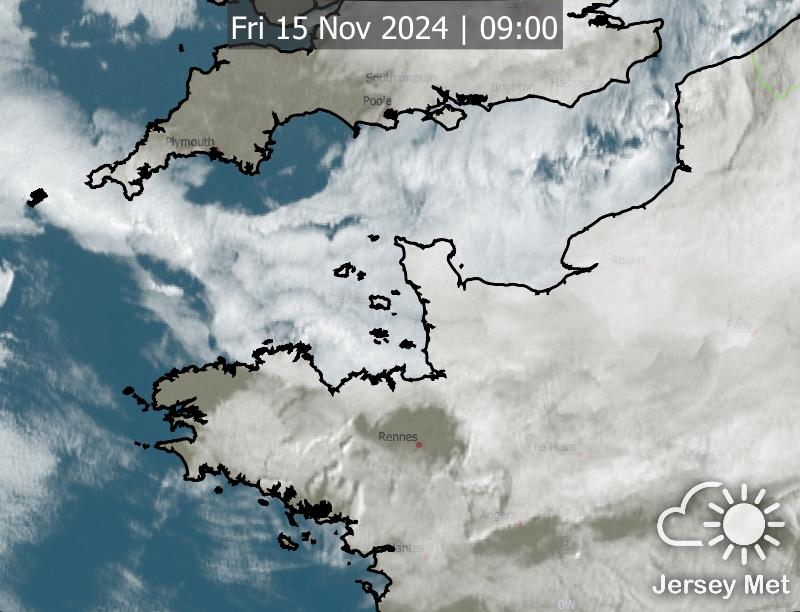 Fri 15 Nov 2024 | 09:00
Southampton
Brighton
Hastings
Poole
Plymouth
Rouen
Paris
Rennes
Le Mans
Angers
Nantes
0W
Jersey Met